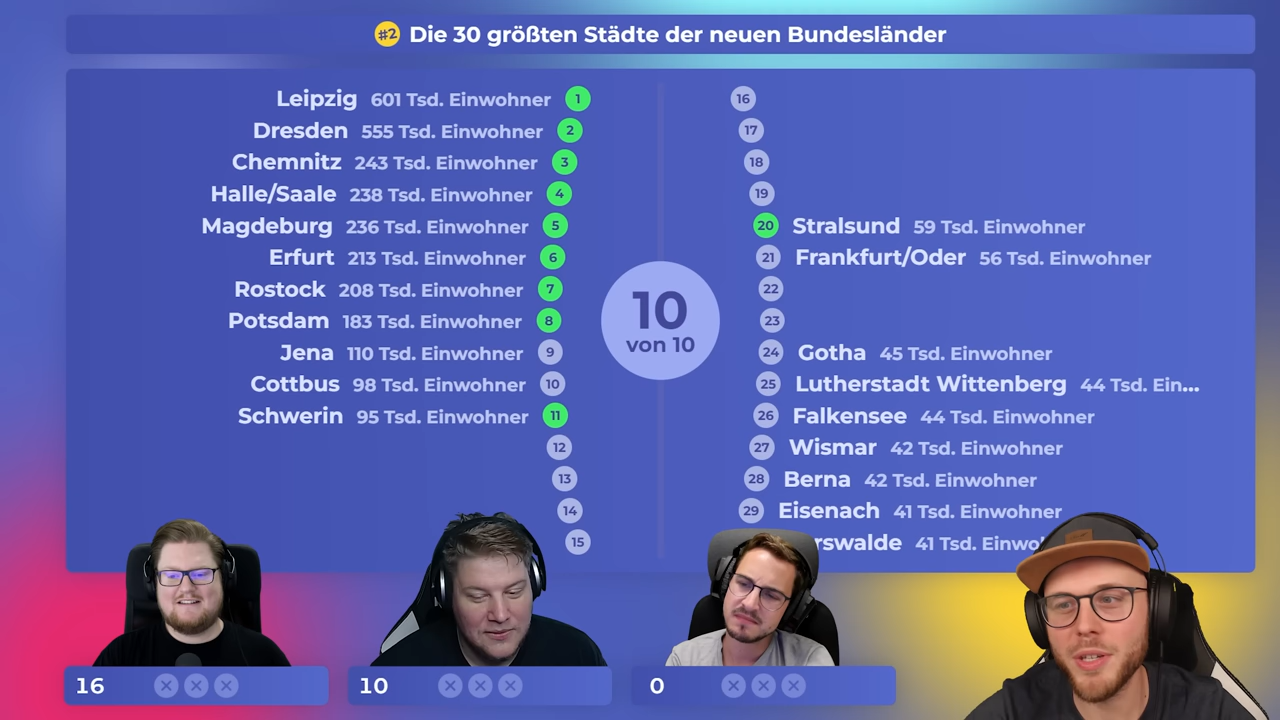 #2 Die 30 größten Städte der neuen Bundesländer
Leipzig 601 Tsd. Einwohner 1
Dresden 555 Tsd. Einwohner 2
Chemnitz 243 Tsd. Einwohner 3
Halle/Saale 238 Tsd. Einwohner 4
Magdeburg 236 Tsd. Einwohner 5
Erfurt 213 Tsd. Einwohner 6
Rostock 208 Tsd. Einwohner 7
Potsdam 183 Tsd. Einwohner 8
Jena 110 Tsd. Einwohner 9
Cottbus 98 Tsd. Einwohner 10
Schwerin 95 Tsd. Einwohner 11
12
13
14
15
10
von 10
16
17
18
19
20 Stralsund 59 Tsd. Einwohner
21 Frankfurt/Oder 56 Tsd. Einwohner
22
23
24 Gotha 45 Tsd. Einwohner
25 Lutherstadt Wittenberg 44 Tsd. Ein...
26 Falkensee 44 Tsd. Einwohner
27 Wismar 42 Tsd. Einwohner
28 Berna 42 Tsd. Einwohner
29 Eisenach 41 Tsd. Einwohner
rswalde 41 Tsd. Einwo
16
10
0